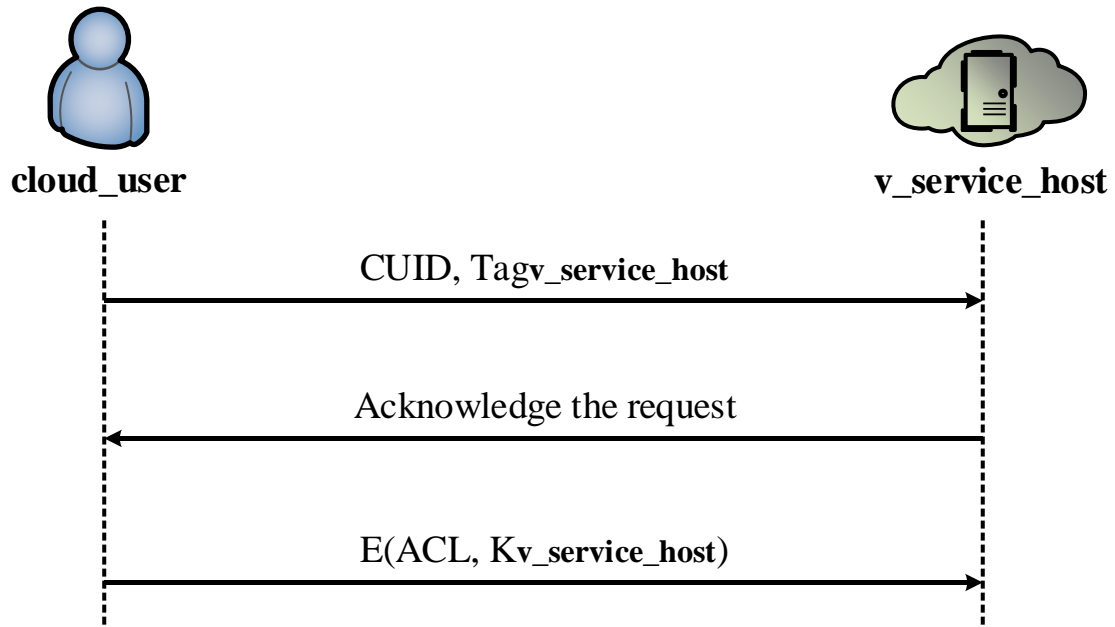 cloud_user
v_service_host
CUID, Tagv_service_host
Acknowledge the request
E(ACL, Kv_service_host)